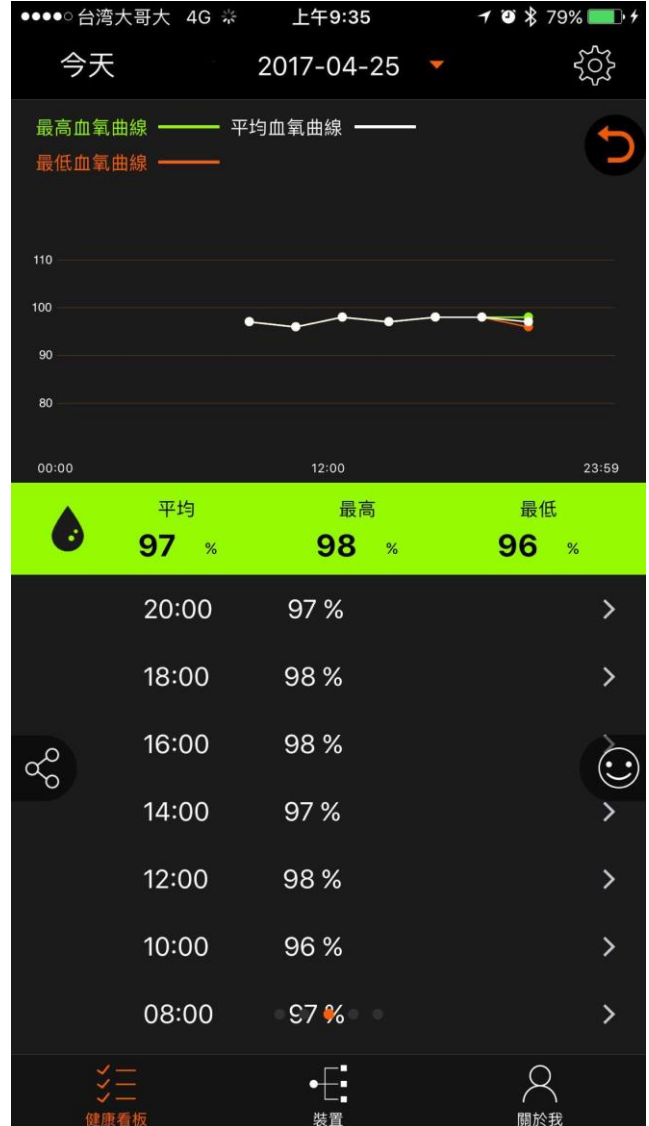 台湾大哥大 4G 上午9:35 79%
今天 2017-04-25
最高血氧曲線 平均血氧曲線
最低血氧曲線
110
100
90
80
00:00 12:00 23:59
平均 最高 最低
97 % 98 % 96 %
20:00 97 %
18:00 98 %
16:00 98 %
14:00 97 %
12:00 98 %
10:00 96 %
08:00 97 %
健康看板 裝置 關於我